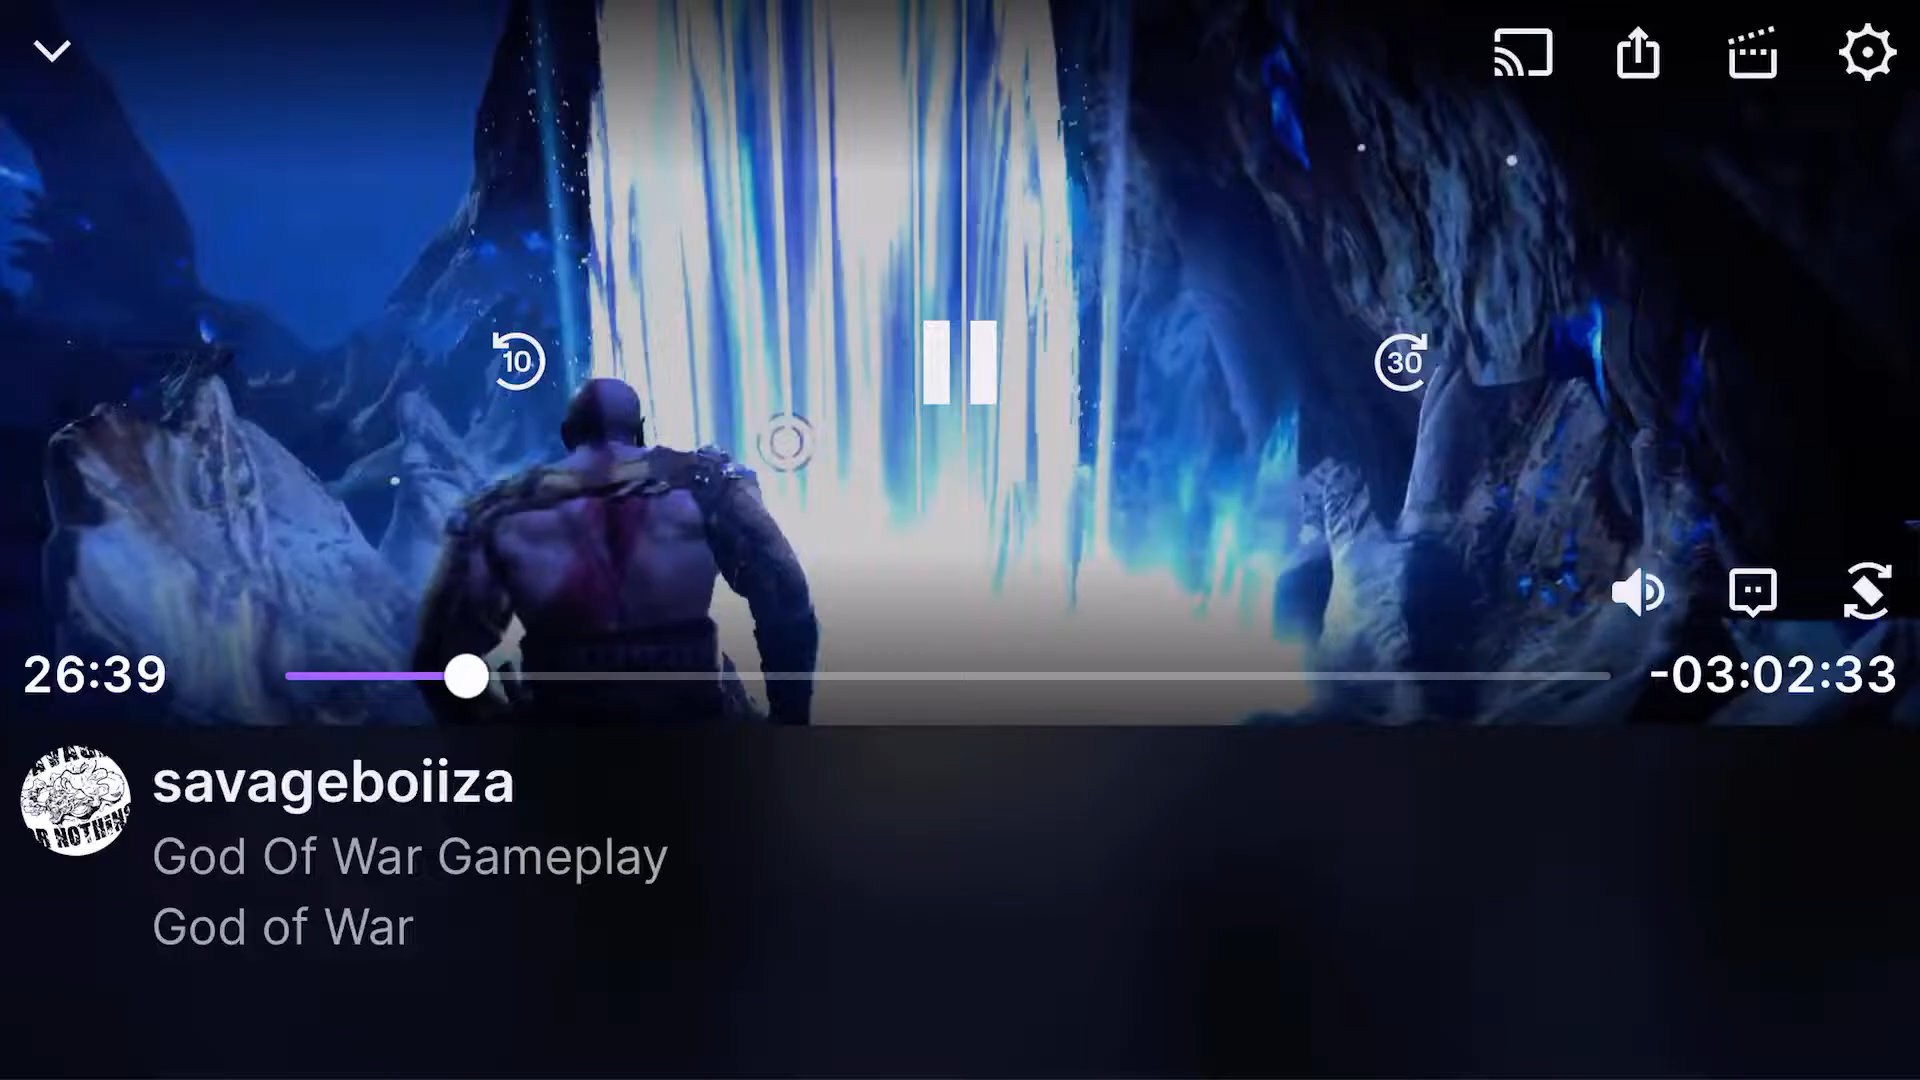 10
30
26:39
-03:02:33
savageboiiza
God Of War Gameplay
God of War